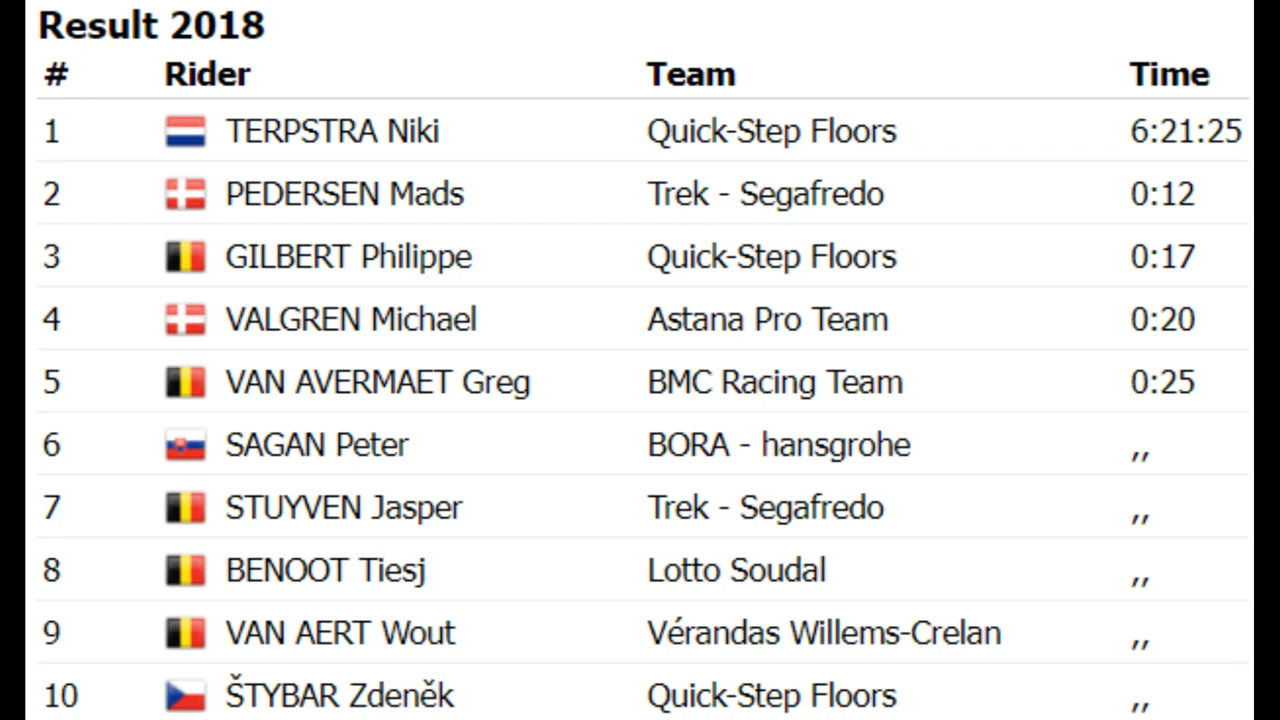 Result 2018
# Rider Team Time
1 TERPSTRA Niki Quick-Step Floors 6:21:25
2 PEDERSEN Mads Trek - Segafredo 0:12
3 GILBERT Philippe Quick-Step Floors 0:17
4 VALGREN Michael Astana Pro Team 0:20
5 VAN AVERMAET Greg BMC Racing Team 0:25
6 SAGAN Peter BORA - hansgrohe ,,
7 STUYVEN Jasper Trek - Segafredo ,,
8 BENOOT Tiesj Lotto Soudal ,,
9 VAN AERT Wout Vérandas Willems-Crelan ,,
10 ŠTYBAR Zdeněk Quick-Step Floors ,,